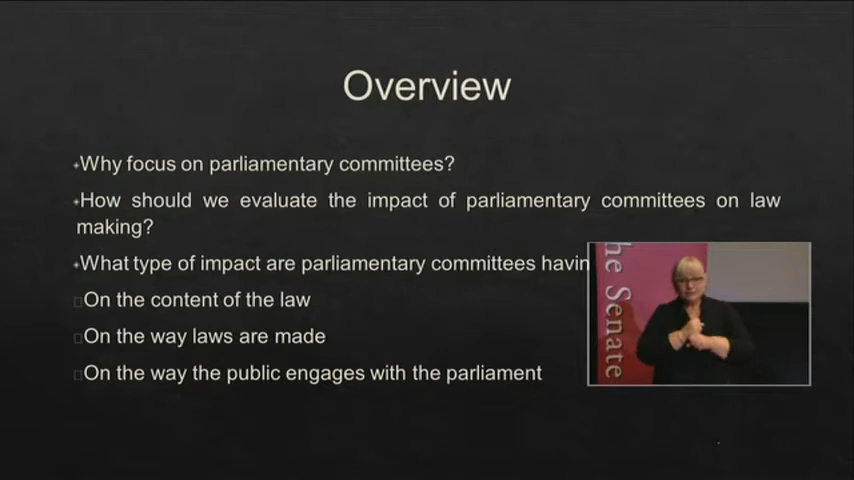 Overview
Why focus on parliamentary committees?
How should we evaluate the impact of parliamentary committees on law
making?
What type of impact are parliamentary committees havin
On the content of the law
On the way laws are made
On the way the public engages with the parliament
he Senate